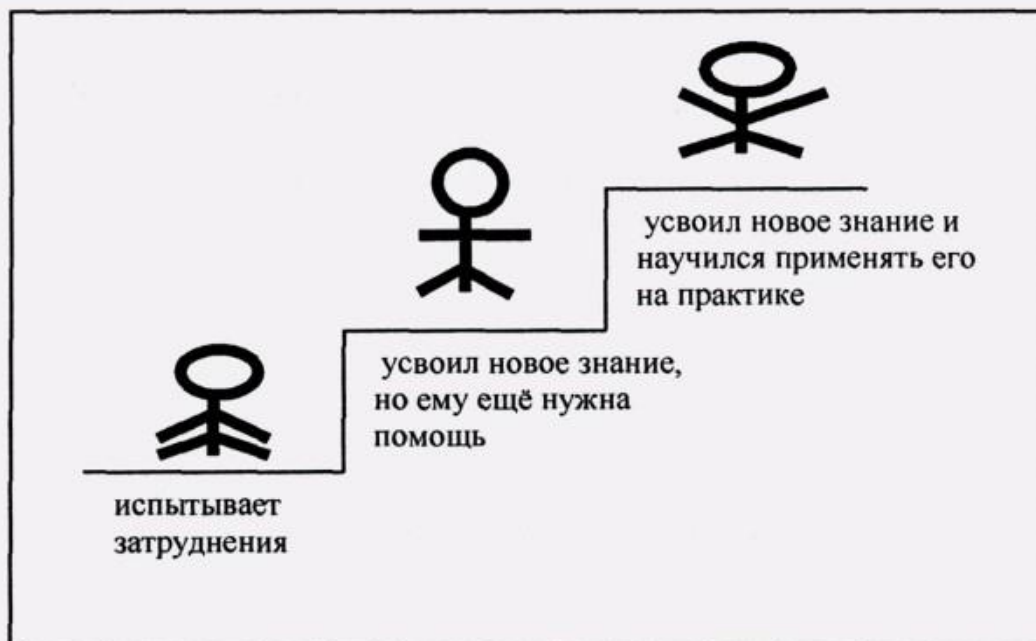 усвоил новое знание и
научился применять его
на практике
усвоил новое знание,
но ему ещё нужна
помощь
испытывает
затруднения